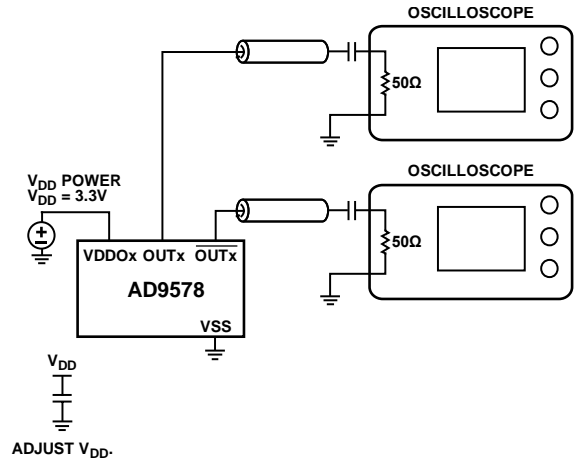 OSCILLOSCOPE
50Ω
OSCILLOSCOPE
50Ω
VDD POWER
VDD = 3.3V
VDDOx OUTx OUTx
AD9578
VSS
VDD
ADJUST VDD.